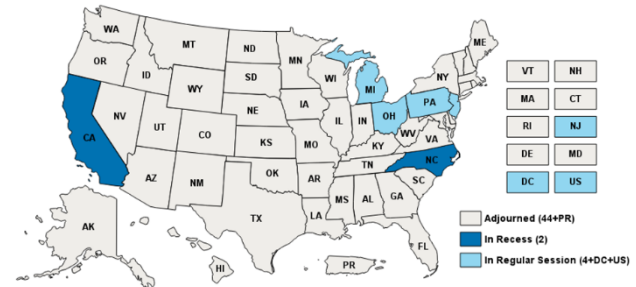 WA
ME
MT
ND
MN
OR
VT
NH
ID
SD
WI
NY
WY
MI
MA
CT
IA
PA
NE
NV
OH
RI
NJ
IL
IN
UT
CA
CO
WV
VA
DE
MD
KS
MO
KY
NC
DC
US
TN
AZ
OK
NM
AR
SC
MS
AL
GA
Adjourned (44+PR)
TX
LA
AK
In Recess (2)
FL
In Regular Session (4+DC+US)
HI
PR